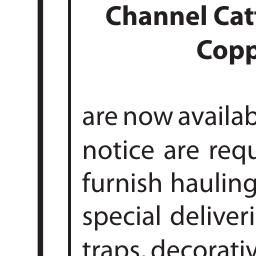 Channel Cat
Copp
are now availab
notice are requ
furnish hauling
special deliveri
traps, decorativ